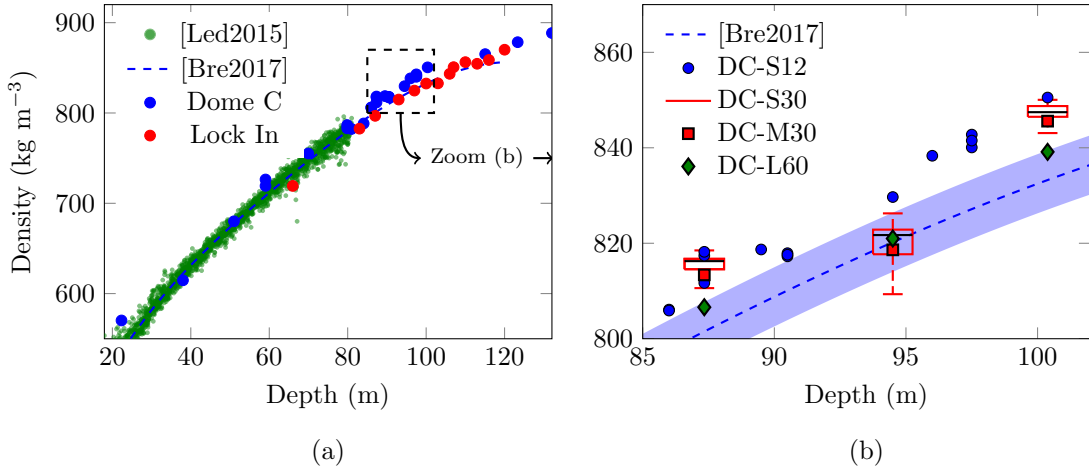 900
800
700
600
20
40
60
80
100
120
Density (kg m⁻³)
Depth (m)
[Led2015]
[Bre2017]
Dome C
Lock In
Zoom (b)
(a)
860
840
820
800
85
90
95
100
Depth (m)
[Bre2017]
DC-S12
DC-S30
DC-M30
DC-L60
(b)